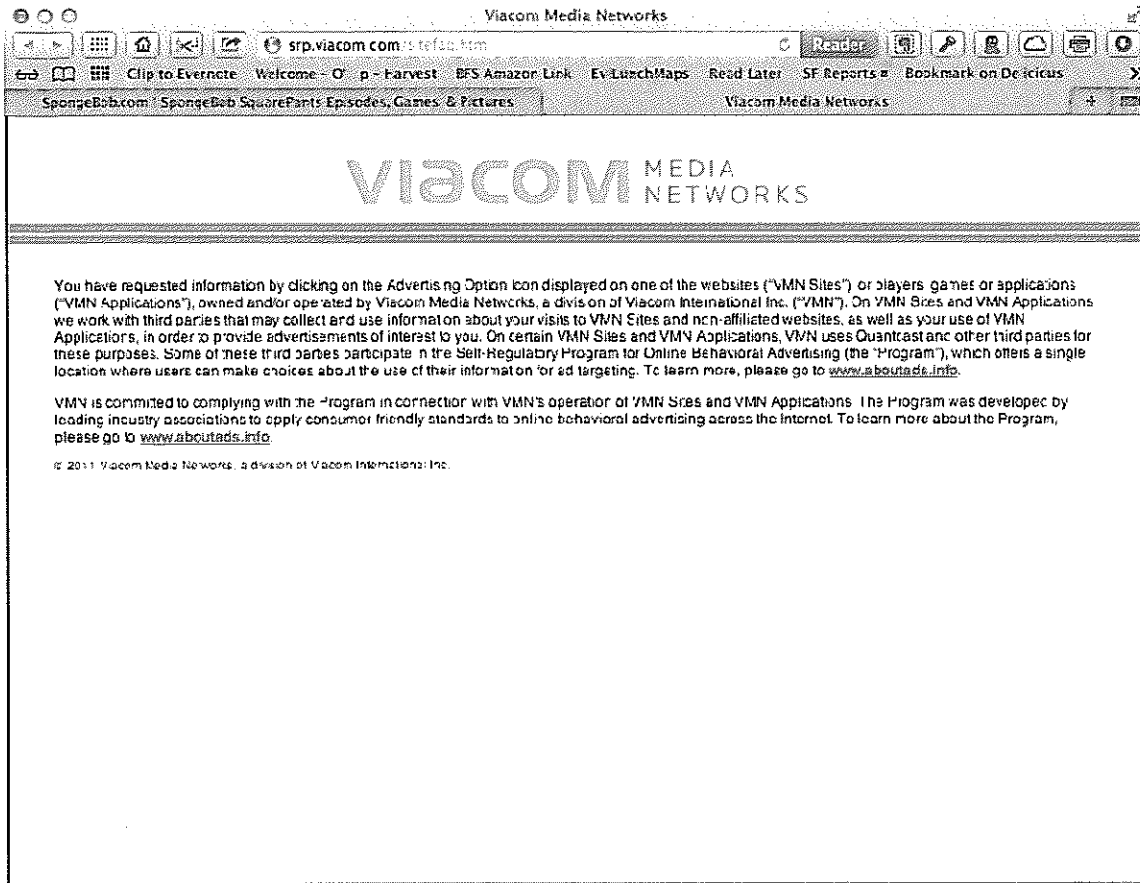 Viacom Media Networks
srp.viacom.com/sitefaq.htm
Reader
Clip to Evernote Welcome - O' p - Harvest BFS Amazon Link Ev LunchMaps Read Later SF Reports Bookmark on Delicious
SpongeBob.com | SpongeBob SquarePants Episodes, Games, & Pictures Viacom Media Networks
VIACOM MEDIA NETWORKS
You have requested information by clicking on the Advertising Option Icon displayed on one of the websites ("VMN Sites") or players games or applications
("VMN Applications"), owned and/or operated by Viacom Media Networks, a division of Viacom International Inc. ("VMN"). On VMN Sites and VMN Applications
we work with third parties that may collect and use information about your visits to VMN Sites and non-affiliated websites, as well as your use of VMN
Applications, in order to provide advertisements of interest to you. On certain VMN Sites and VMN Applications, VMN uses Quantcast and other third parties for
these purposes. Some of these third parties participate in the Self-Regulatory Program for Online Behavioral Advertising (the "Program"), which offers a single
location where users can make choices about the use of their information for ad targeting. To learn more, please go to www.aboutads.info.
VMN is committed to complying with the Program in connection with VMN's operation of VMN Sites and VMN Applications. The Program was developed by
leading industry associations to apply consumer friendly standards to online behavioral advertising across the Internet. To learn more about the Program,
please go to www.aboutads.info.
© 2011 Viacom Media Networks, a division of Viacom International Inc.